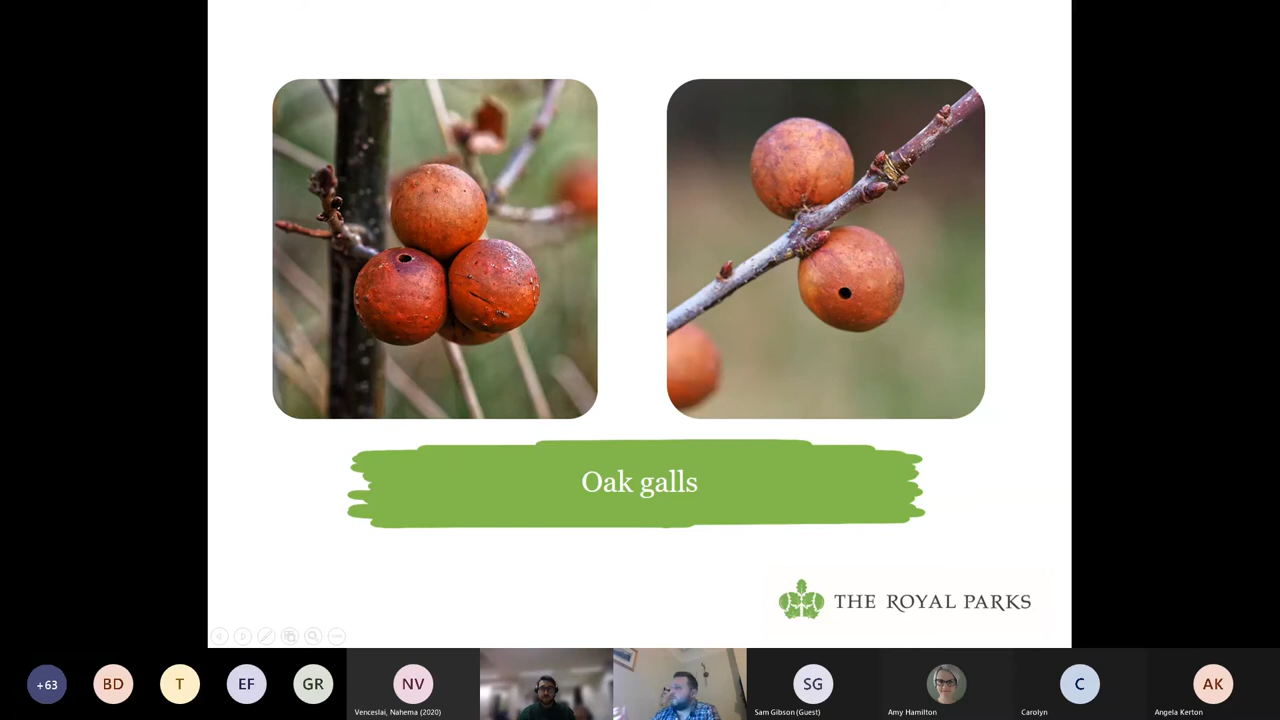 Oak galls
THE ROYAL PARKS
+63
BD
T
EF
GR
NV
SG
C
AK
Venceslai, Nahema (2020)
Sam Gibson (Guest)
Amy Hamilton
Carolyn
Angela Kerton